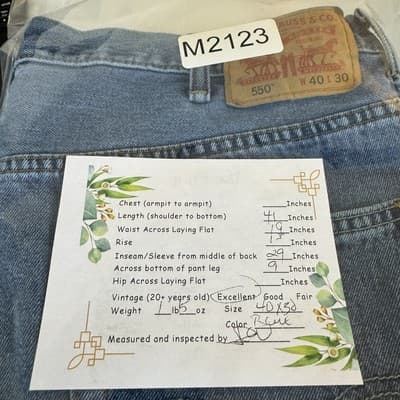 M2123
RAUSS & CO.
550™ W 40 L 30
Chest (armpit to armpit) Inches
Length (shoulder to bottom) 41 Inches
Waist Across Laying Flat 19 Inches
Rise Inches
Inseam/Sleeve from middle of back 29 Inches
Across bottom of pant leg 9 Inches
Hip Across Laying Flat Inches
Vintage (20+ years old) Excellent Good Fair
Weight 1 lb 5 oz Size 40x30
Color Blue
Measured and inspected by